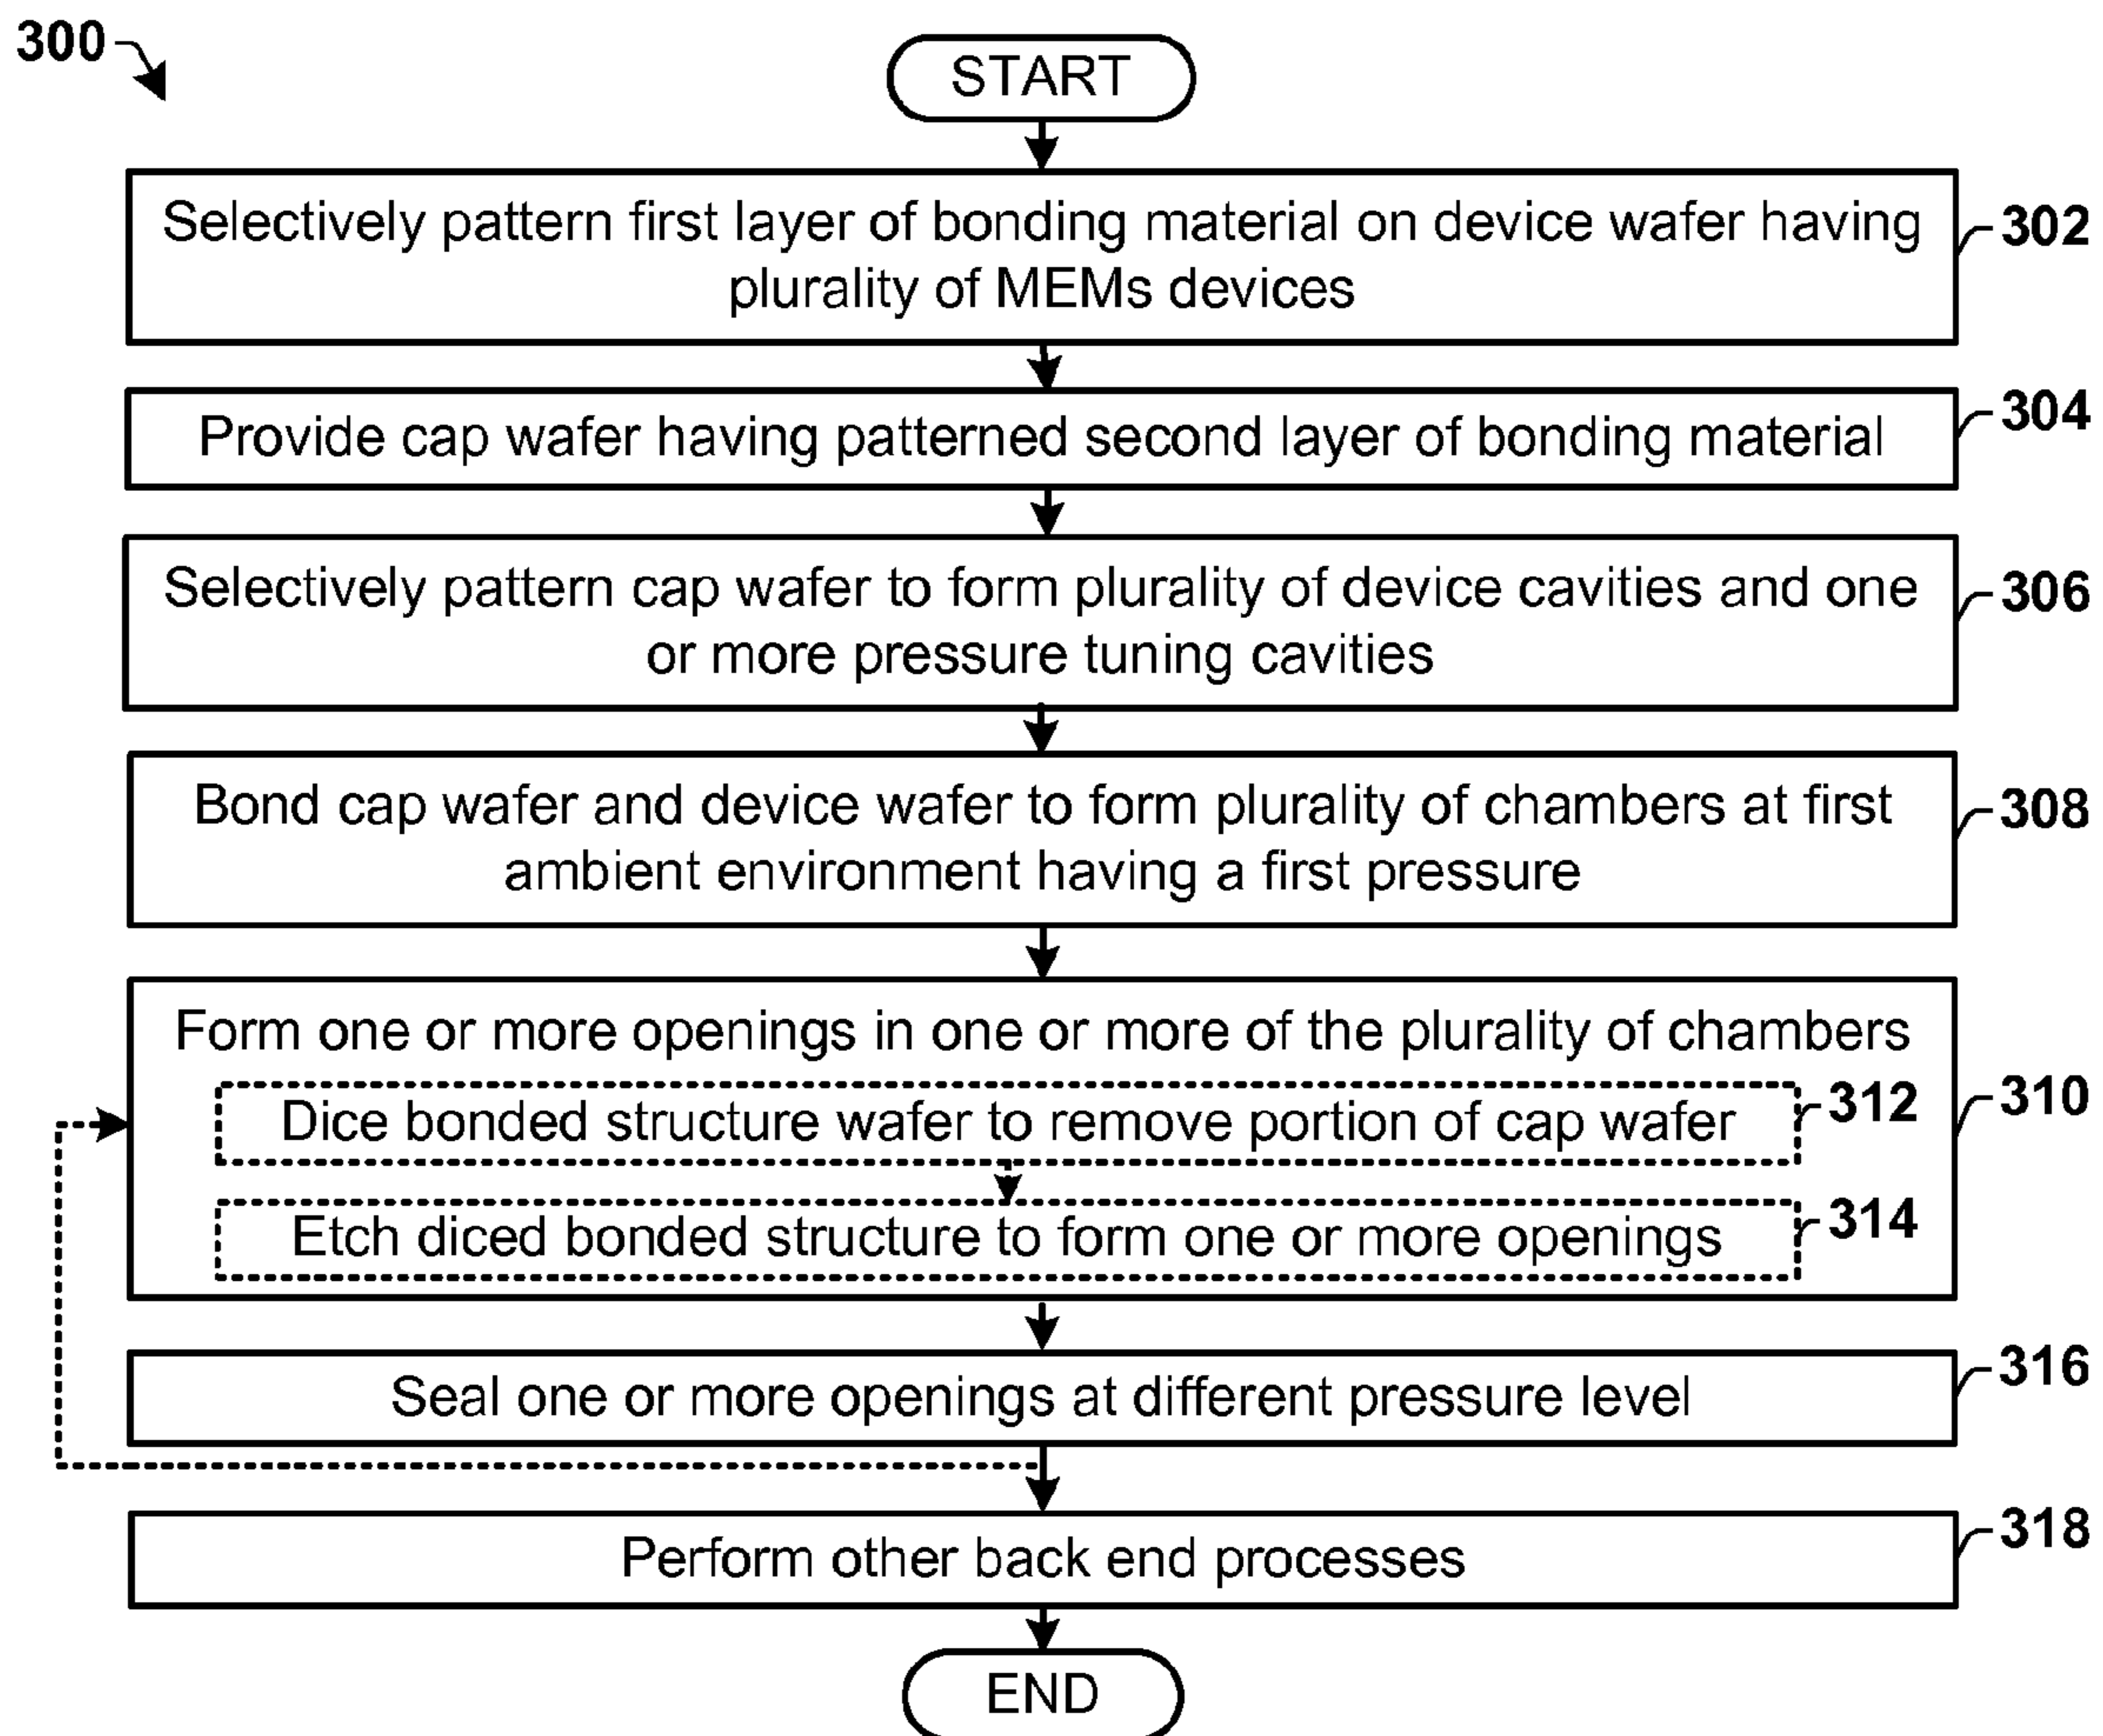 300
START
Selectively pattern first layer of bonding material on device wafer having
plurality of MEMs devices
302
Provide cap wafer having patterned second layer of bonding material
304
Selectively pattern cap wafer to form plurality of device cavities and one
or more pressure tuning cavities
306
Bond cap wafer and device wafer to form plurality of chambers at first
ambient environment having a first pressure
308
Form one or more openings in one or more of the plurality of chambers
310
Dice bonded structure wafer to remove portion of cap wafer
312
Etch diced bonded structure to form one or more openings
314
Seal one or more openings at different pressure level
316
Perform other back end processes
318
END